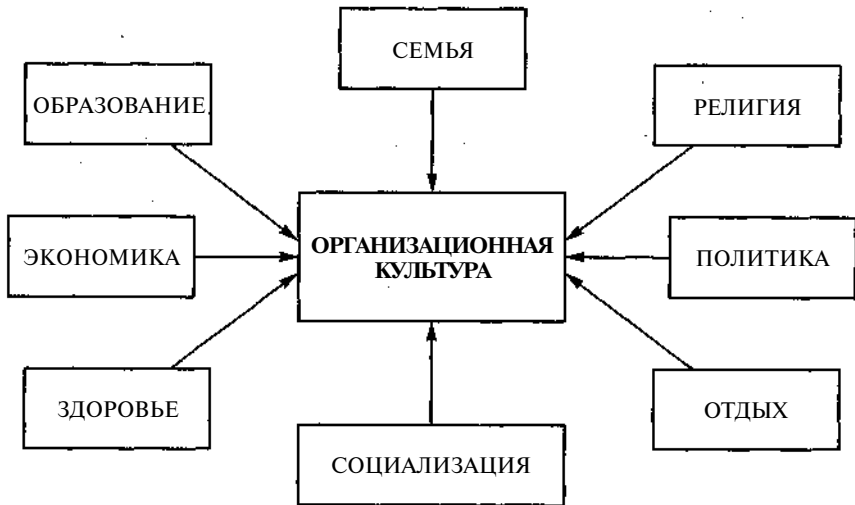 СЕМЬЯ
ОБРАЗОВАНИЕ
РЕЛИГИЯ
ОРГАНИЗАЦИОННАЯ
КУЛЬТУРА
ЭКОНОМИКА
ПОЛИТИКА
ЗДОРОВЬЕ
ОТДЫХ
СОЦИАЛИЗАЦИЯ